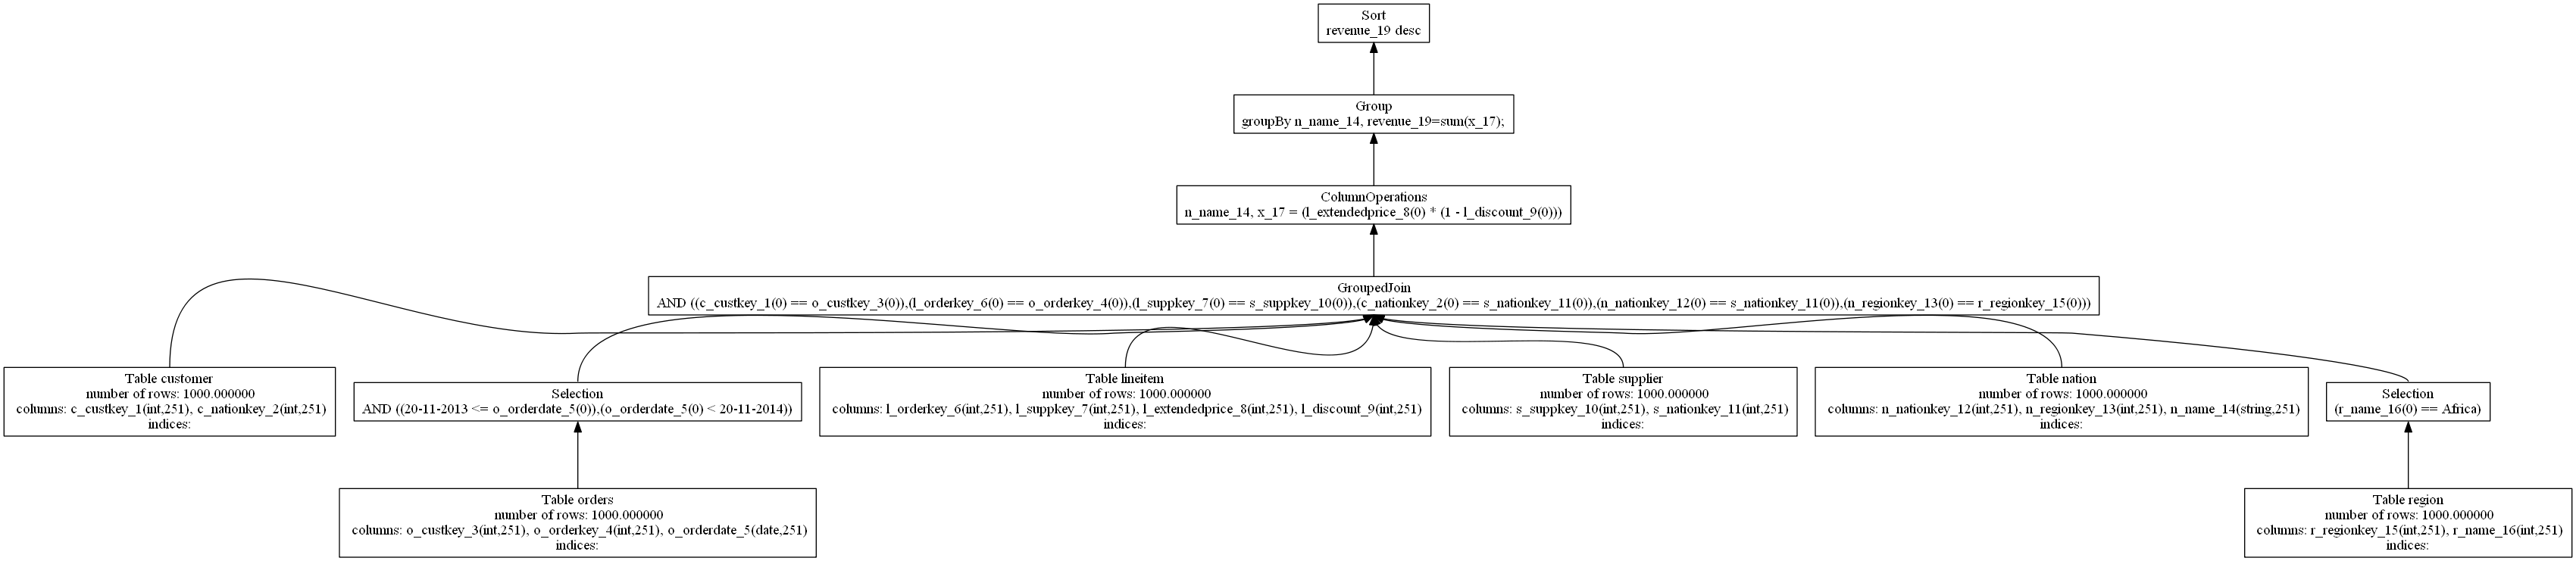 Sort
revenue_19 desc
Group
groupBy n_name_14, revenue_19=sum(x_17);
ColumnOperations
n_name_14, x_17 = (l_extendedprice_8(0) * (1 - l_discount_9(0)))
GroupedJoin
AND ((c_custkey_1(0) == o_custkey_3(0)),(l_orderkey_6(0) == o_orderkey_4(0)),(l_suppkey_7(0) == s_suppkey_10(0)),(c_nationkey_2(0) == s_nationkey_11(0)),(n_nationkey_12(0) == s_nationkey_11(0)),(n_regionkey_13(0) == r_regionkey_15(0)))
Table customer
number of rows: 1000.000000
columns: c_custkey_1(int,251), c_nationkey_2(int,251)
indices:
Selection
AND ((20-11-2013 <= o_orderdate_5(0)),(o_orderdate_5(0) < 20-11-2014))
Table lineitem
number of rows: 1000.000000
columns: l_orderkey_6(int,251), l_suppkey_7(int,251), l_extendedprice_8(int,251), l_discount_9(int,251)
indices:
Table supplier
number of rows: 1000.000000
columns: s_suppkey_10(int,251), s_nationkey_11(int,251)
indices:
Table nation
number of rows: 1000.000000
columns: n_nationkey_12(int,251), n_regionkey_13(int,251), n_name_14(string,251)
indices:
Selection
(r_name_16(0) == Africa)
Table orders
number of rows: 1000.000000
columns: o_custkey_3(int,251), o_orderkey_4(int,251), o_orderdate_5(date,251)
indices:
Table region
number of rows: 1000.000000
columns: r_regionkey_15(int,251), r_name_16(int,251)
indices: